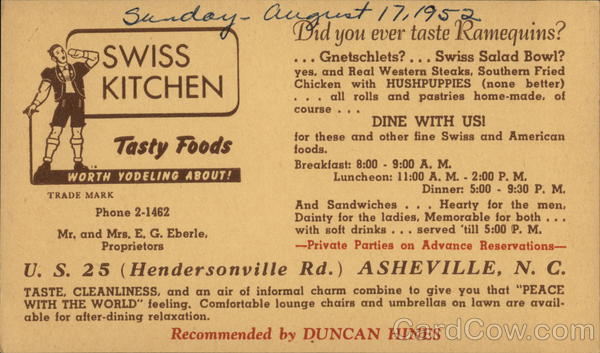 Sunday - August 17, 1952
SWISS
KITCHEN
Tasty Foods
WORTH YODELING ABOUT!
TRADE MARK
Phone 2-1462
Mr. and Mrs. E. G. Eberle,
Proprietors
Did you ever taste Ramequins?
. . . Gnetschlets? . . . Swiss Salad Bowl?
yes, and Real Western Steaks, Southern Fried
Chicken with HUSHPUPPIES (none better)
. . . all rolls and pastries home-made, of
course . . .
DINE WITH US!
for these and other fine Swiss and American
foods.
Breakfast: 8:00 - 9:00 A. M.
Luncheon: 11:00 A. M. - 2:00 P. M.
Dinner: 5:00 - 9:30 P. M.
And Sandwiches . . . Hearty for the men,
Dainty for the ladies, Memorable for both . . .
with soft drinks . . . served 'till 5:00 P. M.
—Private Parties on Advance Reservations—
U. S. 25 (Hendersonville Rd.) ASHEVILLE, N. C.
TASTE, CLEANLINESS, and an air of informal charm combine to give you that "PEACE
WITH THE WORLD" feeling. Comfortable lounge chairs and umbrellas on lawn are avail-
able for after-dining relaxation.
Recommended by DUNCAN HINES
CardCow.com